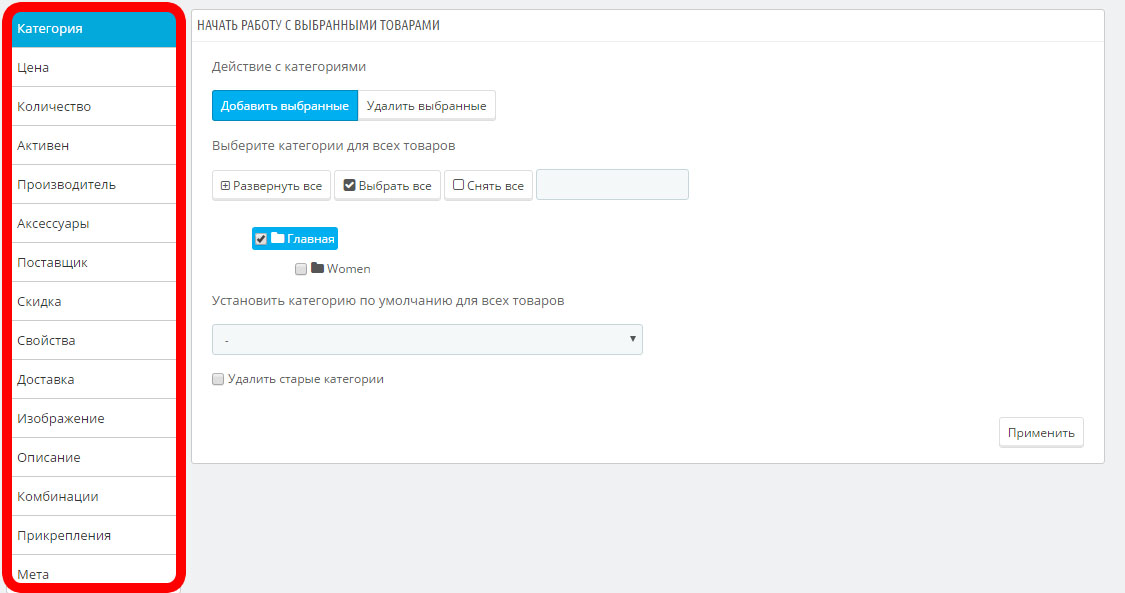 Категория
Цена
Количество
Активен
Производитель
Аксессуары
Поставщик
Скидка
Свойства
Доставка
Изображение
Описание
Комбинации
Прикрепления
Мета
НАЧАТЬ РАБОТУ С ВЫБРАННЫМИ ТОВАРАМИ
Действие с категориями
Добавить выбранные Удалить выбранные
Выберите категории для всех товаров
Развернуть все Выбрать все Снять все
Главная
Women
Установить категорию по умолчанию для всех товаров
-
Удалить старые категории
Применить